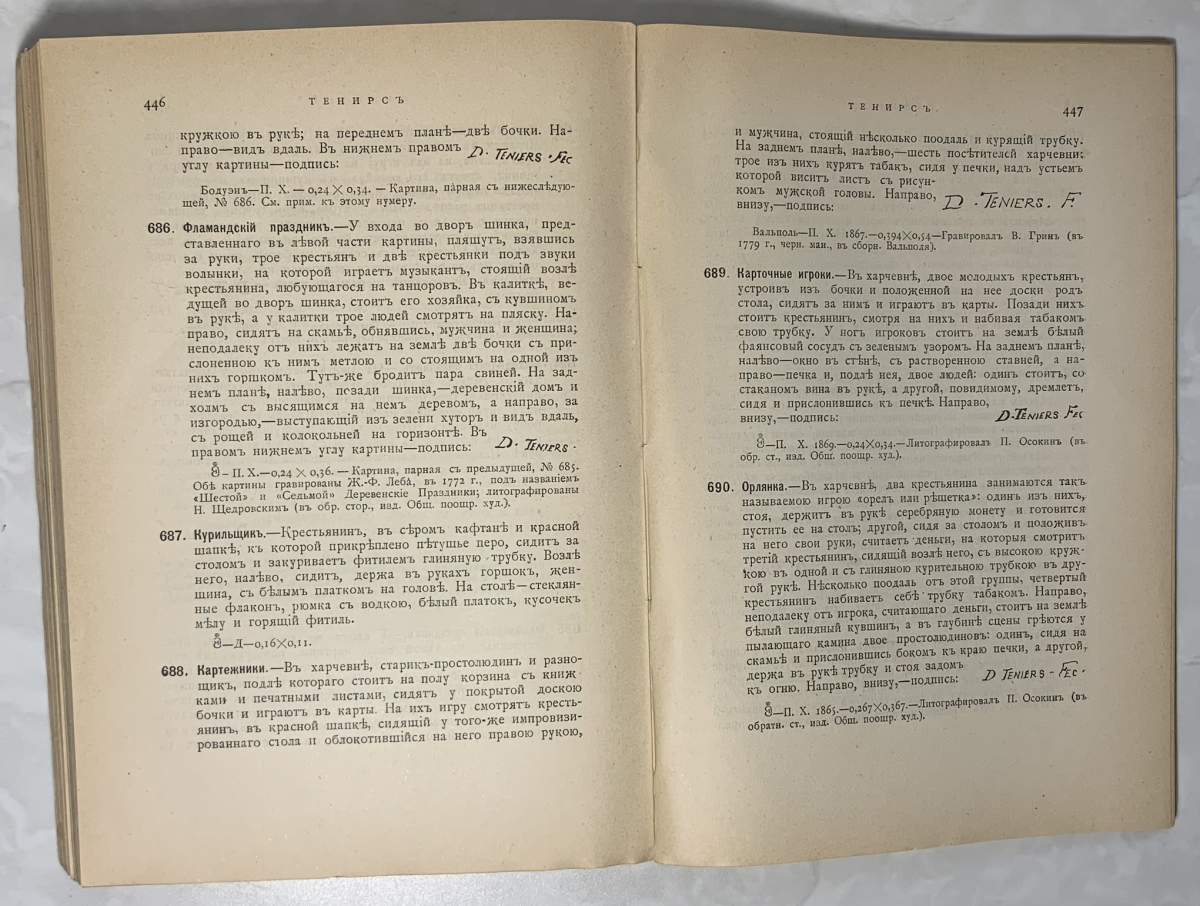 446
ТЕНИРСЪ
кружкою въ рукѣ; на переднемъ планѣ—двѣ бочки. На-
право—видъ вдаль. Въ нижнемъ правомъ D. TENIERS . FEC
углу картины—подпись:
Бодуэнъ—П. Х. — 0,24 × 0,34. — Картина, парная съ нижеслѣдую-
щей, № 686. См. прим. къ этому нумеру.
686. Фламандскій праздникъ.—У входа во дворъ шинка, пред-
ставленнаго въ лѣвой части картины, пляшутъ, взявшись
за руки, трое крестьянъ и двѣ крестьянки подъ звуки
волынки, на которой играетъ музыкантъ, стоящій возлѣ
крестьянина, любующагося на танцоровъ. Въ калиткѣ, ве-
дущей во дворъ шинка, стоитъ его хозяйка, съ кувшиномъ
въ рукѣ, а у калитки трое людей смотрятъ на пляску. На-
право, сидятъ на скамьѣ, обнявшись, мужчина и женщина;
неподалеку отъ нихъ лежатъ на землѣ двѣ бочки съ при-
слоненною къ нимъ метлою и со стоящимъ на одной изъ
нихъ горшкомъ. Тутъ-же бродитъ пара свиней. На зад-
немъ планѣ, налѣво, позади шинка,—деревенскій домъ и
холмъ съ высящимся на немъ деревомъ, а направо, за
изгородью,—выступающій изъ зелени хуторъ и видъ вдаль,
съ рощей и колокольней на горизонтѣ. Въ
правомъ нижнемъ углу картины—подпись: D. TENIERS .
П. Х.—0,24 × 0,36. — Картина, парная съ предыдущей, № 685.
Обѣ картины гравированы Ж.-Ф. Леба̀, въ 1772 г., подъ названіемъ
«Шестой» и «Седьмой» Деревенскіе Праздники; литографированы
Н. Щедровскимъ (въ обр. стор., изд. Общ. поощр. худ.).
687. Курильщикъ.—Крестьянинъ, въ сѣромъ кафтанѣ и красной
шапкѣ, къ которой прикрѣплено пѣтушье перо, сидитъ за
столомъ и закуриваетъ фитилемъ глиняную трубку. Возлѣ
него, налѣво, сидитъ, держа въ рукахъ горшокъ, жен-
щина, съ бѣлымъ платкомъ на головѣ. На столѣ—стеклян-
ные флаконъ, рюмка съ водкою, бѣлый платокъ, кусочекъ
мѣлу и горящій фитиль.
—Д—0,16×0,11.
688. Картежники.—Въ харчевнѣ, старикъ-простолюдинъ и разно-
щикъ, подлѣ котораго стоитъ на полу корзина съ книж
ками и печатными листами, сидятъ у покрытой доскою
бочки и играютъ въ карты. На ихъ игру смотрятъ кресть-
янинъ, въ красной шапкѣ, сидящій у того-же импровизи-
рованнаго стола и облокотившійся на него правою рукою,
ТЕНИРСЪ.
447
и мужчина, стоящій нѣсколько поодаль и курящій трубку.
На заднемъ планѣ, налѣво,—шесть посѣтителей харчевни:
трое изъ нихъ курятъ табакъ, сидя у печки, надъ устьемъ
которой виситъ листъ съ рисун-
комъ мужской головы. Направо, D . TENIERS . F.
внизу,—подпись:
Вальполь—П. Х. 1867.—0,394×0,54—Гравировалъ В. Гринъ (въ
1779 г., черн. ман., въ сборн. Вальполя).
689. Карточные игроки.—Въ харчевнѣ, двое молодыхъ крестьянъ,
устроивъ изъ бочки и положенной на нее доски родъ
стола, сидятъ за нимъ и играютъ въ карты. Позади нихъ
стоитъ крестьянинъ, смотря на нихъ и набивая табакомъ
свою трубку. У ногъ игроковъ стоитъ на землѣ бѣлый
фаянсовый сосудъ съ зеленымъ узоромъ. На заднемъ планѣ,
налѣво—окно въ стѣнѣ, съ растворенною ставней, а на-
право—печка и, подлѣ нея, двое людей: одинъ стоитъ, со
стаканомъ вина въ рукѣ, а другой, повидимому, дремлетъ,
сидя и прислонившись къ печкѣ. Направо,
внизу,—подпись: D. TENIERS FEC
—П. Х. 1869.—0,24×0,34.—Литографировалъ П. Осокинъ (въ
обр. ст., изд. Общ. поощр. худ.).
690. Орлянка.—Въ харчевнѣ, два крестьянина занимаются такъ
называемою игрою «орелъ или рѣшетка»: одинъ изъ нихъ,
стоя, держитъ въ рукѣ серебряную монету и готовится
пустить ее на столъ; другой, сидя за столомъ и положивъ
на него свои руки, считаетъ деньги, на которыя смотритъ
третій крестьянинъ, сидящій возлѣ него, съ высокою круж-
кою въ одной и съ глиняною курительною трубкою въ дру-
гой рукѣ. Нѣсколько поодаль отъ этой группы, четвертый
крестьянинъ набиваетъ себѣ трубку табакомъ. Направо,
неподалеку отъ игрока, считающаго деньги, стоитъ на землѣ
бѣлый глиняный кувшинъ, а въ глубинѣ сцены грѣются у
пылающаго камина двое простолюдиновъ: одинъ, сидя на
скамьѣ и прислонившись бокомъ къ краю печки, а другой,
держа въ рукѣ трубку и стоя задомъ
къ огню. Направо, внизу,—подпись: D TENIERS - FEC .
—П. Х. 1865.—0,267×0,367.—Литографировалъ П. Осокинъ (въ
обратн. ст., изд. Общ. поощр. худ.).